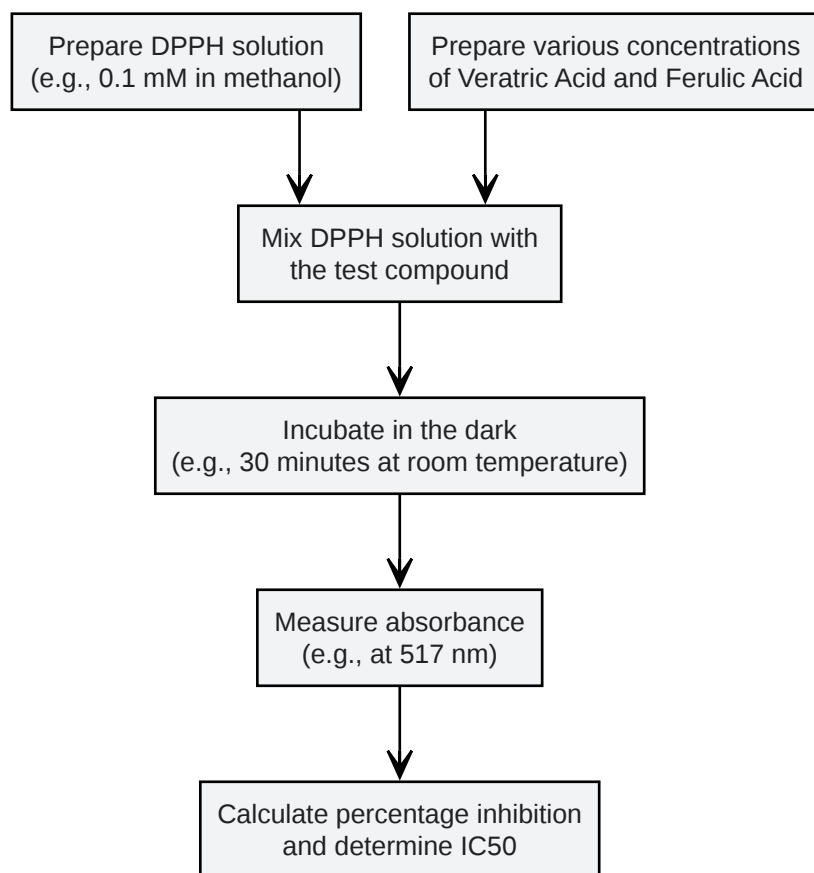 Prepare DPPH solution
(e.g., 0.1 mM in methanol)
Prepare various concentrations
of Veratric Acid and Ferulic Acid
Mix DPPH solution with
the test compound
Incubate in the dark
(e.g., 30 minutes at room temperature)
Measure absorbance
(e.g., at 517 nm)
Calculate percentage inhibition
and determine IC50